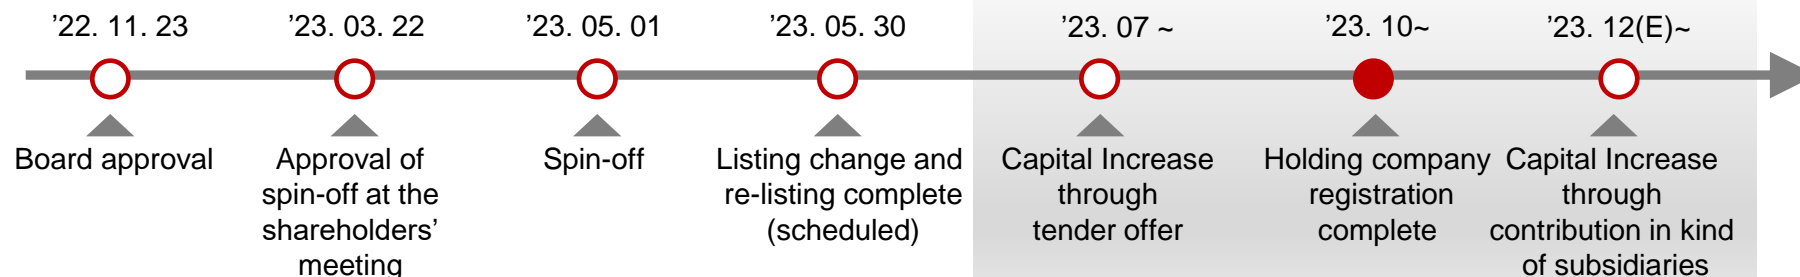 ’22. 11. 23
’23. 03. 22
’23. 05. 01
’23. 05. 30
’23. 07 ~
’23. 10~
’23. 12(E)~
Board approval
Approval of
spin-off at the
shareholders’
meeting
Spin-off
Listing change and
re-listing complete
(scheduled)
Capital Increase
through
tender offer
Holding company
registration
complete
Capital Increase
through
contribution in kind
of subsidiaries